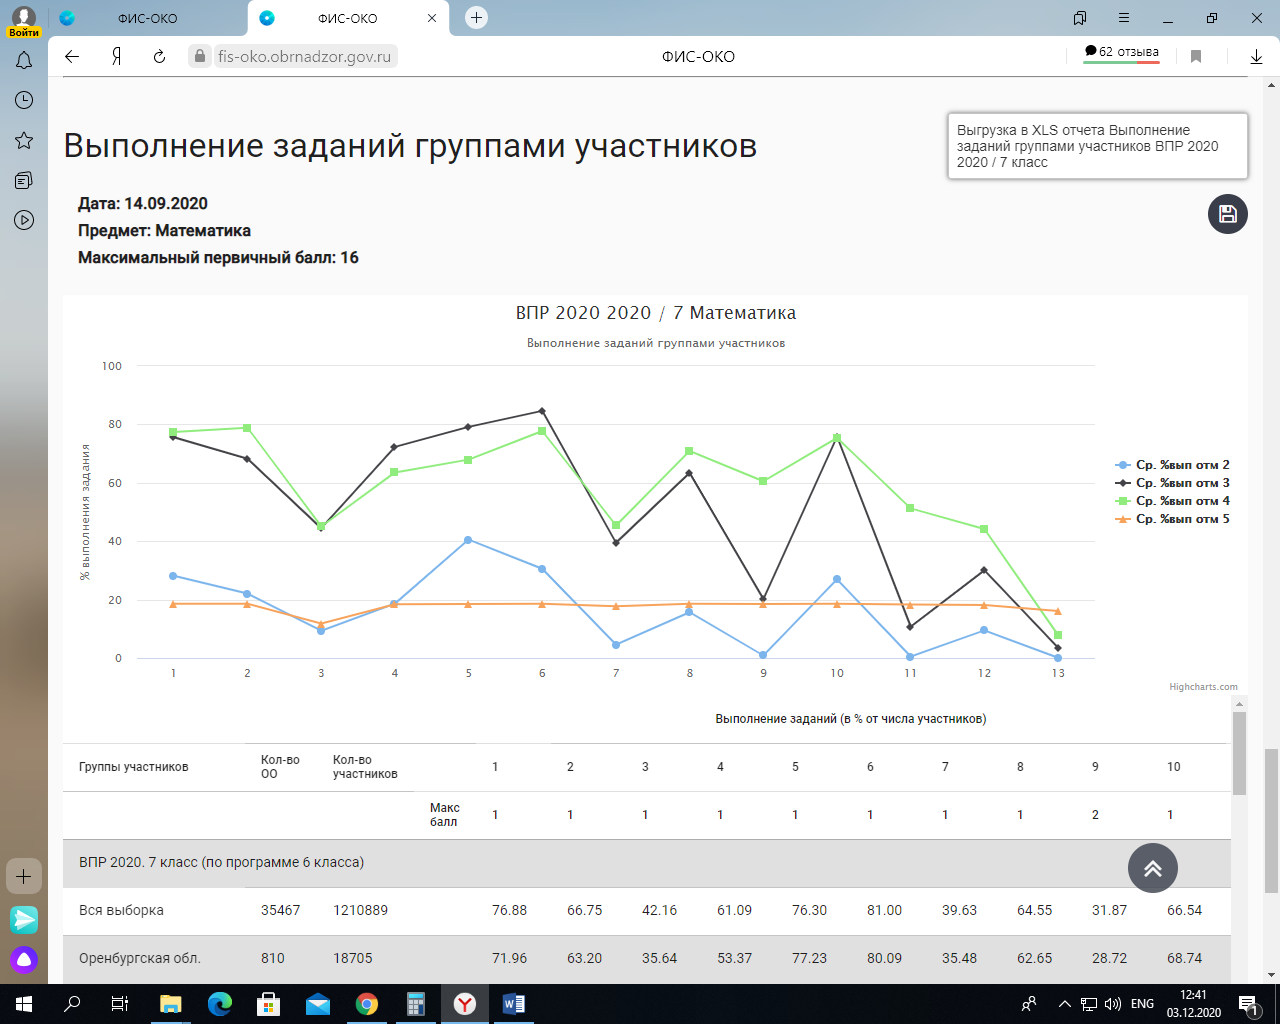 ФИС-ОКО
ФИС-ОКО
Войти
Я
fis-oko.obrnadzor.gov.ru
ФИС-ОКО
62 отзыва
Выполнение заданий группами участников
Выгрузка в XLS отчета Выполнение
заданий группами участников ВПР 2020
2020 / 7 класс
Дата: 14.09.2020
Предмет: Математика
Максимальный первичный балл: 16
ВПР 2020 2020 / 7 Математика
Выполнение заданий группами участников
% выполнения задания
100
80
60
40
20
0
1 2 3 4 5 6 7 8 9 10 11 12 13
Ср. %вып отм 2
Ср. %вып отм 3
Ср. %вып отм 4
Ср. %вып отм 5
Highcharts.com
Выполнение заданий (в % от числа участников)
Группы участников Кол-во ОО Кол-во участников 1 2 3 4 5 6 7 8 9 10
Макс балл 1 1 1 1 1 1 1 1 2 1
ВПР 2020. 7 класс (по программе 6 класса)
Вся выборка 35467 1210889 76.88 66.75 42.16 61.09 76.30 81.00 39.63 64.55 31.87 66.54
Оренбургская обл. 810 18705 71.96 63.20 35.64 53.37 77.23 80.09 35.48 62.65 28.72 68.74
ENG
12:41
03.12.2020
1